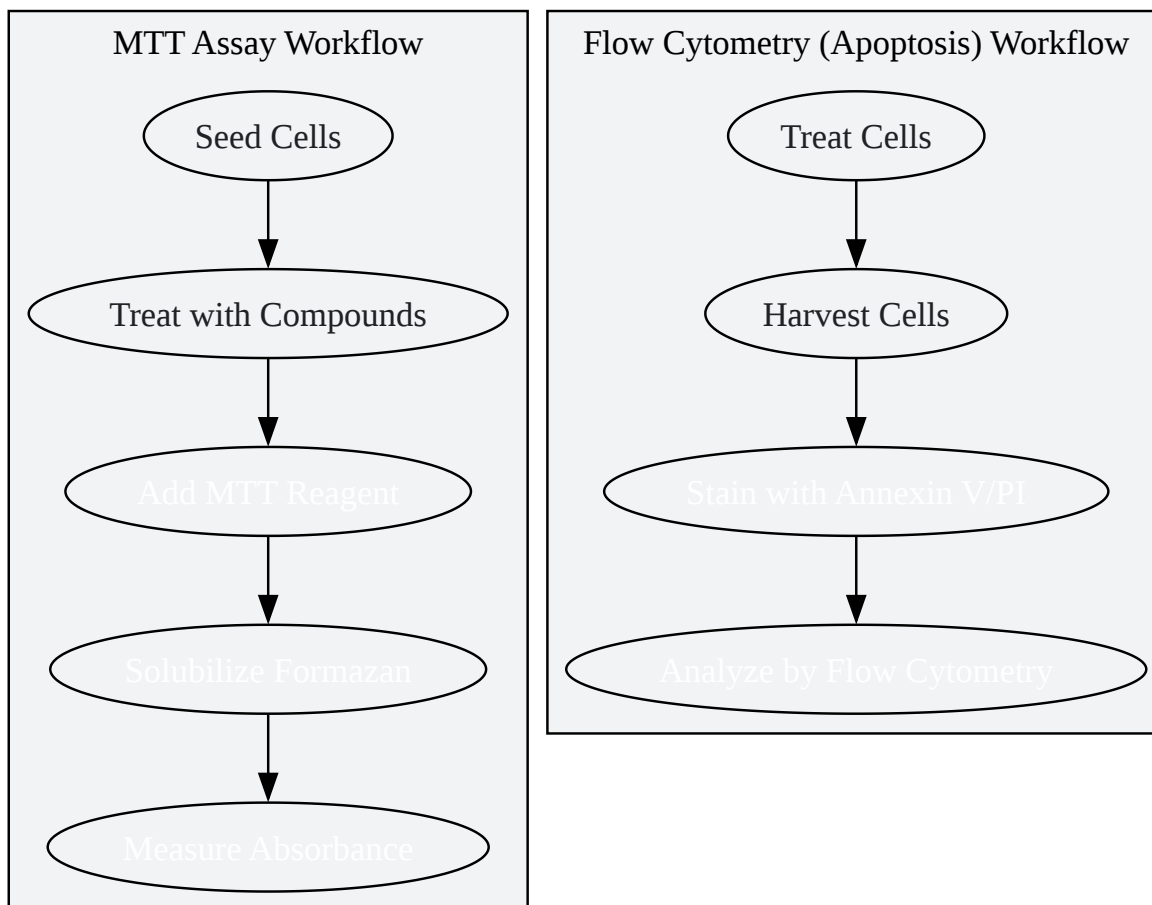 MTT Assay Workflow
Seed Cells
Treat with Compounds
Add MTT Reagent
Solubilize Formazan
Measure Absorbance
Flow Cytometry (Apoptosis) Workflow
Treat Cells
Harvest Cells
Stain with Annexin V/PI
Analyze by Flow Cytometry